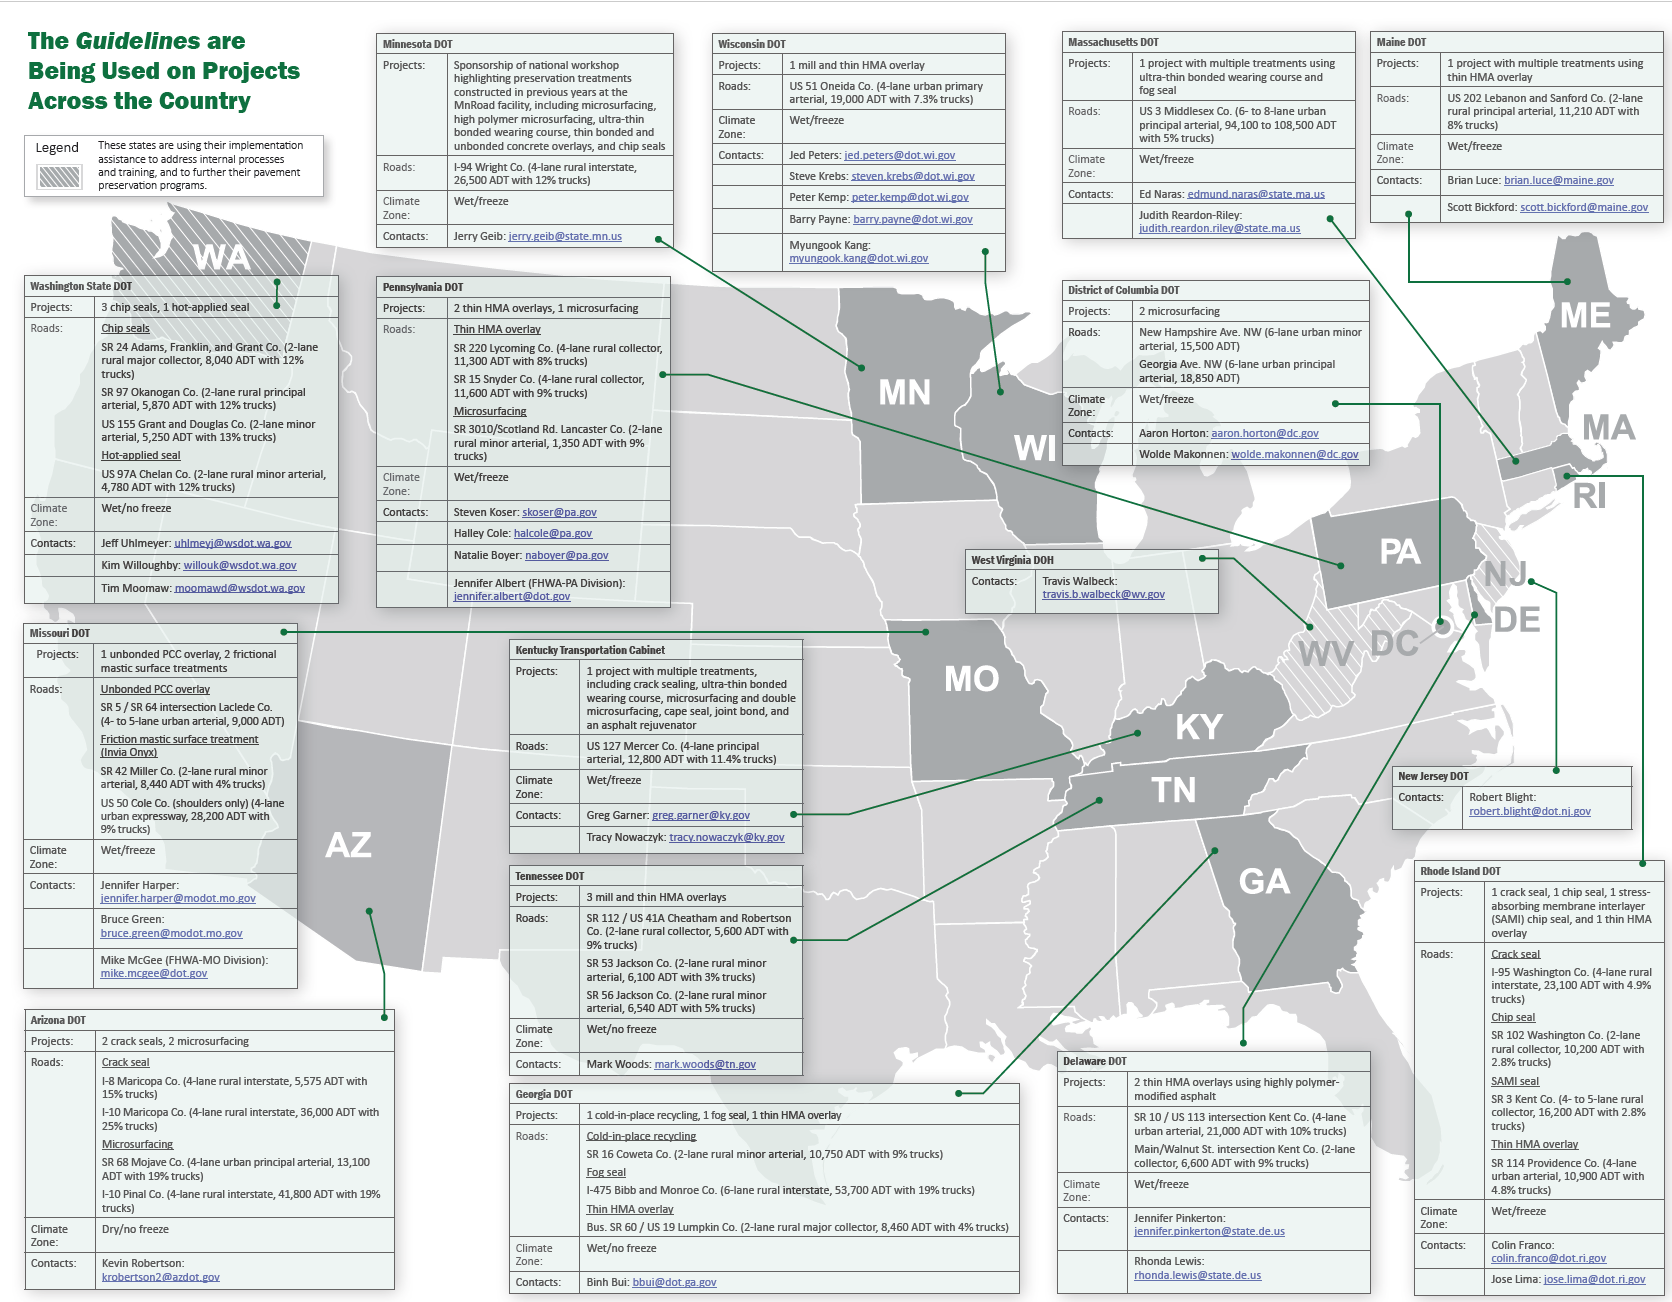 The Guidelines are
Being Used on Projects
Across the Country
Legend
These states are using their implementation
assistance to address internal processes
and training, and to further their pavement
preservation programs.
Minnesota DOT
Projects:
Sponsorship of national workshop
highlighting preservation treatments
constructed in previous years at the
MnRoad facility, including microsurfacing,
high polymer microsurfacing, ultra-thin
bonded wearing course, thin bonded and
unbonded concrete overlays, and chip seals
Roads:
I-94 Wright Co. (4-lane rural interstate,
26,500 ADT with 12% trucks)
Climate
Zone:
Wet/freeze
Contacts:
Jerry Geib: jerry.geib@state.mn.us
Wisconsin DOT
Projects:
1 mill and thin HMA overlay
Roads:
US 51 Oneida Co. (4-lane urban primary
arterial, 19,000 ADT with 7.3% trucks)
Climate
Zone:
Wet/freeze
Contacts:
Jed Peters: jed.peters@dot.wi.gov
Steve Krebs: steven.krebs@dot.wi.gov
Peter Kemp: peter.kemp@dot.wi.gov
Barry Payne: barry.payne@dot.wi.gov
Myungook Kang:
myungook.kang@dot.wi.gov
Massachusetts DOT
Projects:
1 project with multiple treatments using
ultra-thin bonded wearing course and
fog seal
Roads:
US 3 Middlesex Co. (6- to 8-lane urban
principal arterial, 94,100 to 108,500 ADT
with 5% trucks)
Climate
Zone:
Wet/freeze
Contacts:
Ed Naras: edmund.naras@state.ma.us
Judith Reardon-Riley:
judith.reardon.riley@state.ma.us
Maine DOT
Projects:
1 project with multiple treatments using
thin HMA overlay
Roads:
US 202 Lebanon and Sanford Co. (2-lane
rural principal arterial, 11,210 ADT with
8% trucks)
Climate
Zone:
Wet/freeze
Contacts:
Brian Luce: brian.luce@maine.gov
Scott Bickford: scott.bickford@maine.gov
WA
Washington State DOT
Projects:
3 chip seals, 1 hot-applied seal
Roads:
Chip seals
SR 24 Adams, Franklin, and Grant Co. (2-lane
rural major collector, 8,040 ADT with 12%
trucks)
SR 97 Okanogan Co. (2-lane rural principal
arterial, 5,870 ADT with 12% trucks)
US 155 Grant and Douglas Co. (2-lane minor
arterial, 5,250 ADT with 13% trucks)
Hot-applied seal
US 97A Chelan Co. (2-lane rural minor arterial,
4,780 ADT with 12% trucks)
Climate
Zone:
Wet/no freeze
Contacts:
Jeff Uhlmeyer: uhlmeyj@wsdot.wa.gov
Kim Willoughby: willouk@wsdot.wa.gov
Tim Moomaw: moomawd@wsdot.wa.gov
Pennsylvania DOT
Projects:
2 thin HMA overlays, 1 microsurfacing
Roads:
Thin HMA overlay
SR 220 Lycoming Co. (4-lane rural collector,
11,300 ADT with 8% trucks)
SR 15 Snyder Co. (4-lane rural collector,
11,600 ADT with 9% trucks)
Microsurfacing
SR 3010/Scotland Rd. Lancaster Co. (2-lane
rural minor arterial, 1,350 ADT with 9%
trucks)
Climate
Zone:
Wet/freeze
Contacts:
Steven Koser: skoser@pa.gov
Halley Cole: halcole@pa.gov
Natalie Boyer: naboyer@pa.gov
Jennifer Albert (FHWA-PA Division):
jennifer.albert@dot.gov
District of Columbia DOT
Projects:
2 microsurfacing
Roads:
New Hampshire Ave. NW (6-lane urban minor
arterial, 15,500 ADT)
Georgia Ave. NW (6-lane urban principal
arterial, 18,850 ADT)
Climate
Zone:
Wet/freeze
Contacts:
Aaron Horton: aaron.horton@dc.gov
Wolde Makonnen: wolde.makonnen@dc.gov
ME
MN
WI
MA
RI
PA
NJ
DE
DC
WV
MO
KY
TN
AZ
GA
West Virginia DOH
Contacts:
Travis Walbeck:
travis.b.walbeck@wv.gov
Missouri DOT
Projects:
1 unbonded PCC overlay, 2 frictional
mastic surface treatments
Roads:
Unbonded PCC overlay
SR 5 / SR 64 intersection Laclede Co.
(4- to 5-lane urban arterial, 9,000 ADT)
Friction mastic surface treatment
(Invia Onyx)
SR 42 Miller Co. (2-lane rural minor
arterial, 8,440 ADT with 4% trucks)
US 50 Cole Co. (shoulders only) (4-lane
urban expressway, 28,200 ADT with
9% trucks)
Climate
Zone:
Wet/freeze
Contacts:
Jennifer Harper:
jennifer.harper@modot.mo.gov
Bruce Green:
bruce.green@modot.mo.gov
Mike McGee (FHWA-MO Division):
mike.mcgee@dot.gov
Kentucky Transportation Cabinet
Projects:
1 project with multiple treatments,
including crack sealing, ultra-thin bonded
wearing course, microsurfacing and double
microsurfacing, cape seal, joint bond, and
an asphalt rejuvenator
Roads:
US 127 Mercer Co. (4-lane principal
arterial, 12,800 ADT with 11.4% trucks)
Climate
Zone:
Wet/freeze
Contacts:
Greg Garner: greg.garner@ky.gov
Tracy Nowaczyk: tracy.nowaczyk@ky.gov
New Jersey DOT
Contacts:
Robert Blight:
robert.blight@dot.nj.gov
Tennessee DOT
Projects:
3 mill and thin HMA overlays
Roads:
SR 112 / US 41A Cheatham and Robertson
Co. (2-lane rural collector, 5,600 ADT with
9% trucks)
SR 53 Jackson Co. (2-lane rural minor
arterial, 6,100 ADT with 3% trucks)
SR 56 Jackson Co. (2-lane rural minor
arterial, 6,540 ADT with 5% trucks)
Climate
Zone:
Wet/no freeze
Contacts:
Mark Woods: mark.woods@tn.gov
Rhode Island DOT
Projects:
1 crack seal, 1 chip seal, 1 stress-
absorbing membrane interlayer
(SAMI) chip seal, and 1 thin HMA
overlay
Roads:
Crack seal
I-95 Washington Co. (4-lane rural
interstate, 23,100 ADT with 4.9%
trucks)
Chip seal
SR 102 Washington Co. (2-lane
rural collector, 10,200 ADT with
2.8% trucks)
SAMI seal
SR 3 Kent Co. (4- to 5-lane rural
collector, 16,200 ADT with 2.8%
trucks)
Thin HMA overlay
SR 114 Providence Co. (4-lane
urban arterial, 10,900 ADT with
4.8% trucks)
Climate
Zone:
Wet/freeze
Contacts:
Colin Franco:
colin.franco@dot.ri.gov
Jose Lima: jose.lima@dot.ri.gov
Arizona DOT
Projects:
2 crack seals, 2 microsurfacing
Roads:
Crack seal
I-8 Maricopa Co. (4-lane rural interstate, 5,575 ADT with
15% trucks)
I-10 Maricopa Co. (4-lane rural interstate, 36,000 ADT with
25% trucks)
Microsurfacing
SR 68 Mojave Co. (4-lane urban principal arterial, 13,100
ADT with 19% trucks)
I-10 Pinal Co. (4-lane rural interstate, 41,800 ADT with 19%
trucks)
Climate
Zone:
Dry/no freeze
Contacts:
Kevin Robertson:
krobertson2@azdot.gov
Georgia DOT
Projects:
1 cold-in-place recycling, 1 fog seal, 1 thin HMA overlay
Roads:
Cold-in-place recycling
SR 16 Coweta Co. (2-lane rural minor arterial, 10,750 ADT with 9% trucks)
Fog seal
I-475 Bibb and Monroe Co. (6-lane rural interstate, 53,700 ADT with 19% trucks)
Thin HMA overlay
Bus. SR 60 / US 19 Lumpkin Co. (2-lane rural major collector, 8,460 ADT with 4% trucks)
Climate
Zone:
Wet/no freeze
Contacts:
Binh Bui: bbui@dot.ga.gov
Delaware DOT
Projects:
2 thin HMA overlays using highly polymer-
modified asphalt
Roads:
SR 10 / US 113 intersection Kent Co. (4-lane
urban arterial, 21,000 ADT with 10% trucks)
Main/Walnut St. intersection Kent Co. (2-lane
collector, 6,600 ADT with 9% trucks)
Climate
Zone:
Wet/freeze
Contacts:
Jennifer Pinkerton:
jennifer.pinkerton@state.de.us
Rhonda Lewis:
rhonda.lewis@state.de.us